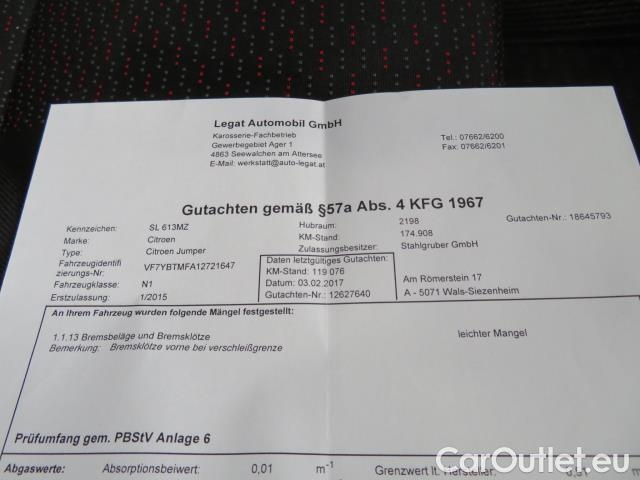 Legat Automobil GmbH
Karosserie-Fachbetrieb
Gewerbegebiet Ager 1
4863 Seewalchen am Attersee
E-Mail: werkstatt@auto-legat.at
Tel.: 07662/6200
Fax: 07662/6201
Gutachten gemäß §57a Abs. 4 KFG 1967
Kennzeichen: SL 613MZ Hubraum: 2198 Gutachten-Nr.: 18645793
Marke: Citroen KM-Stand: 174.908
Type: Citroen Jumper Zulassungsbesitzer: Stahlgruber GmbH
Fahrzeugidentifi
zierungs-Nr: VF7YBTMFA12721647
Fahrzeugklasse: N1
Erstzulassung: 1/2015
Daten letztgültiges Gutachten:
KM-Stand: 119 076
Datum: 03.02.2017
Gutachten-Nr.: 12627640
Am Römerstein 17
A - 5071 Wals-Siezenheim
An Ihrem Fahrzeug wurden folgende Mängel festgestellt:
1.1.13 Bremsbeläge und Bremsklötze leichter Mangel
Bemerkung: Bremsklötze vorne bei verschleißgrenze
Prüfumfang gem. PBStV Anlage 6
Abgaswerte: Absorptionsbeiwert: 0,01 m-1 Grenzwert lt. Hersteller:
CarOutlet.eu